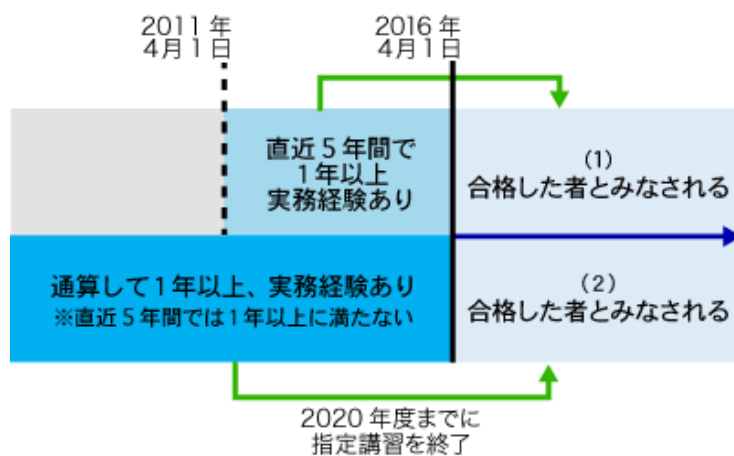 2011 年
4月1日
2016 年
4月1日
直近5年間で
1年以上
実務経験あり
(1)
合格した者とみなされる
通算して1年以上、実務経験あり
※直近5年間では1年以上に満たない
(2)
合格した者とみなされる
2020 年度までに
指定講習を終了